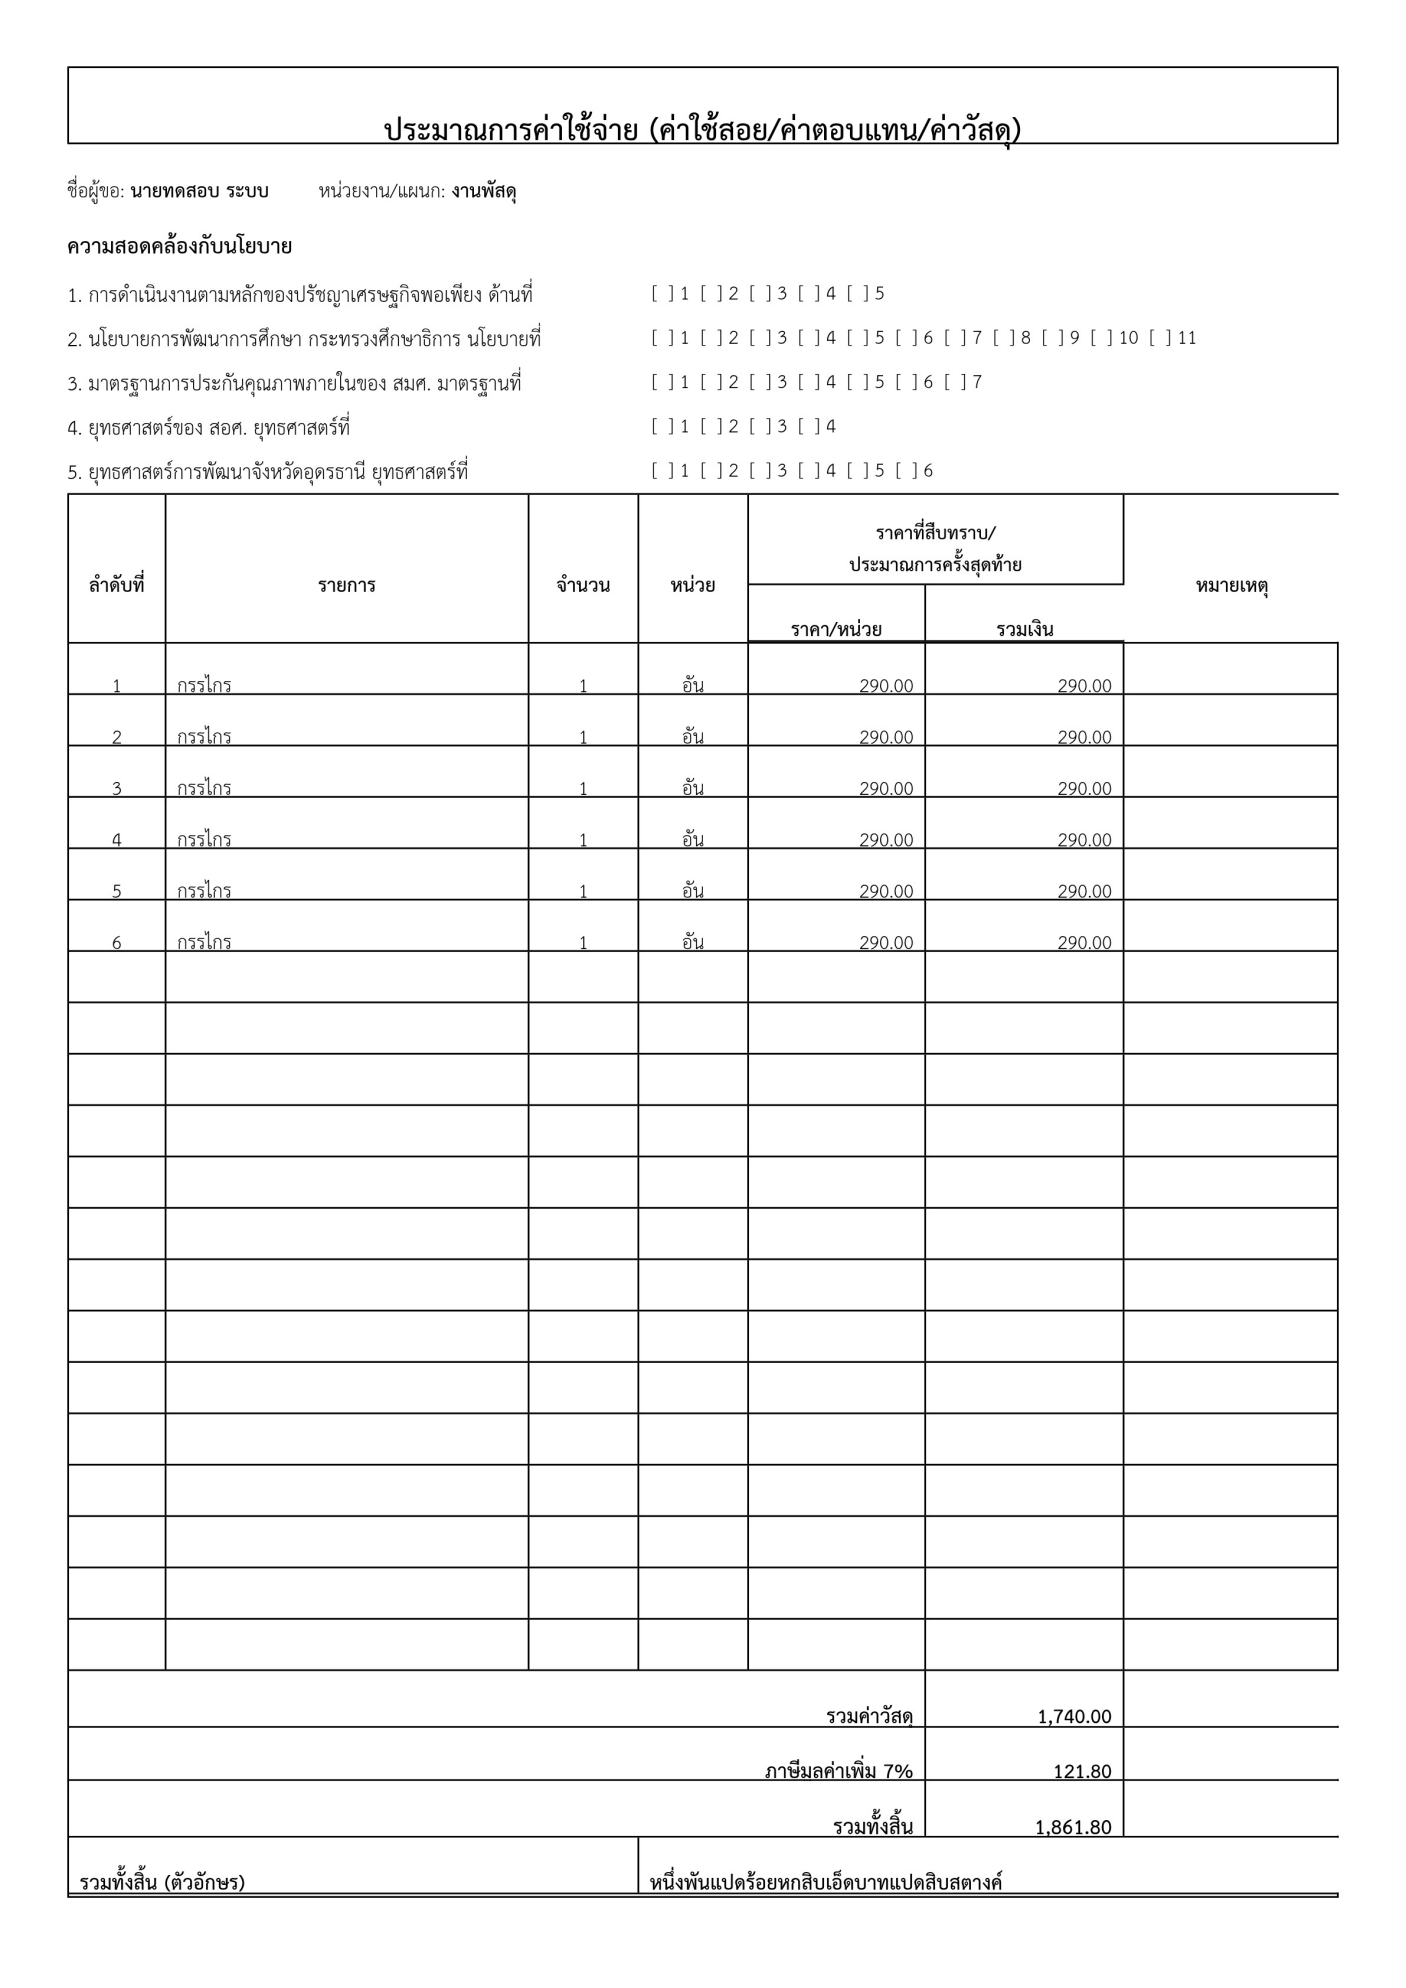 ประมาณการค่าใช้จ่าย (ค่าใช้สอย/ค่าตอบแทน/ค่าวัสดุ)
ชื่อผู้ขอ: นายทดสอบ ระบบ หน่วยงาน/แผนก: งานพัสดุ
ความสอดคล้องกับนโยบาย
1. การดำเนินงานตามหลักของปรัชญาเศรษฐกิจพอเพียง ด้านที่ [ ] 1 [ ] 2 [ ] 3 [ ] 4 [ ] 5
2. นโยบายการพัฒนาการศึกษา กระทรวงศึกษาธิการ นโยบายที่ [ ] 1 [ ] 2 [ ] 3 [ ] 4 [ ] 5 [ ] 6 [ ] 7 [ ] 8 [ ] 9 [ ] 10 [ ] 11
3. มาตรฐานการประกันคุณภาพภายในของ สมศ. มาตรฐานที่ [ ] 1 [ ] 2 [ ] 3 [ ] 4 [ ] 5 [ ] 6 [ ] 7
4. ยุทธศาสตร์ของ สอศ. ยุทธศาสตร์ที่ [ ] 1 [ ] 2 [ ] 3 [ ] 4
5. ยุทธศาสตร์การพัฒนาจังหวัดอุดรธานี ยุทธศาสตร์ที่ [ ] 1 [ ] 2 [ ] 3 [ ] 4 [ ] 5 [ ] 6
ราคาที่สืบทราบ/
ประมาณการครั้งสุดท้าย
ลำดับที่ รายการ จำนวน หน่วย หมายเหตุ
ราคา/หน่วย รวมเงิน
1 กรรไกร 1 อัน 290.00 290.00
2 กรรไกร 1 อัน 290.00 290.00
3 กรรไกร 1 อัน 290.00 290.00
4 กรรไกร 1 อัน 290.00 290.00
5 กรรไกร 1 อัน 290.00 290.00
6 กรรไกร 1 อัน 290.00 290.00
รวมค่าวัสดุ 1,740.00
ภาษีมูลค่าเพิ่ม 7% 121.80
รวมทั้งสิ้น 1,861.80
รวมทั้งสิ้น (ตัวอักษร) หนึ่งพันแปดร้อยหกสิบเอ็ดบาทแปดสิบสตางค์